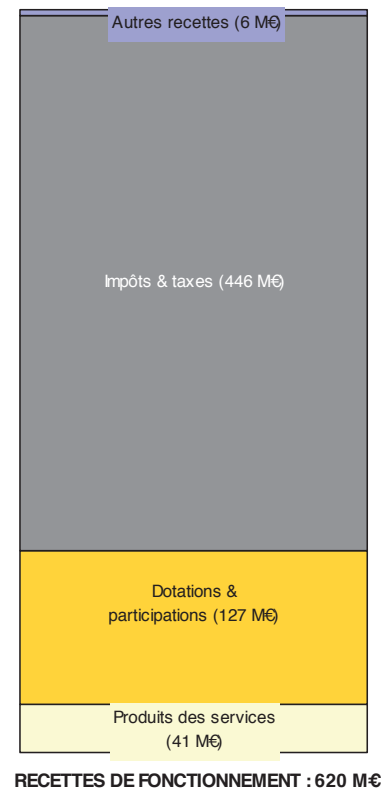 Autres recettes (6 M€)
Impôts & taxes (446 M€)
Dotations &
participations (127 M€)
Produits des services
(41 M€)
RECETTES DE FONCTIONNEMENT : 620 M€